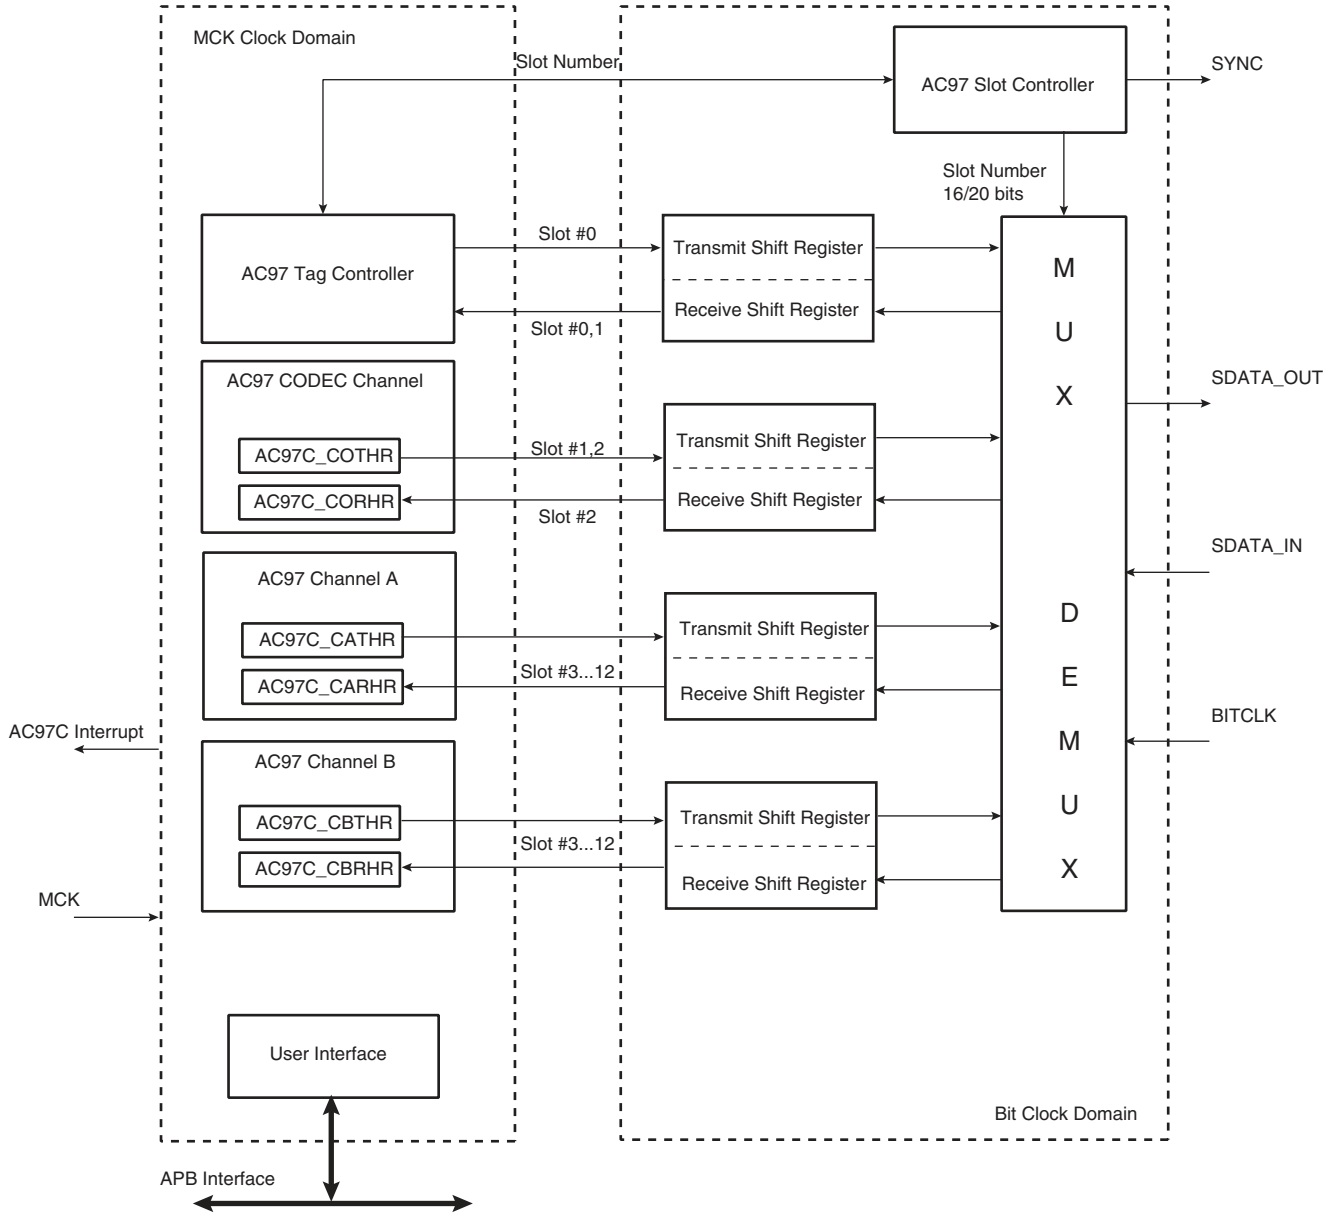 MCK Clock Domain
Slot Number
AC97 Slot Controller
SYNC
Slot Number
16/20 bits
AC97 Tag Controller
Slot #0
Slot #0,1
Transmit Shift Register
Receive Shift Register
M
U
X
D
E
M
U
X
AC97 CODEC Channel
AC97C_COTHR
AC97C_CORHR
Slot #1,2
Slot #2
Transmit Shift Register
Receive Shift Register
SDATA_OUT
SDATA_IN
AC97 Channel A
AC97C_CATHR
AC97C_CARHR
Slot #3...12
Transmit Shift Register
Receive Shift Register
BITCLK
AC97C Interrupt
AC97 Channel B
AC97C_CBTHR
AC97C_CBRHR
Slot #3...12
Transmit Shift Register
Receive Shift Register
MCK
User Interface
Bit Clock Domain
APB Interface